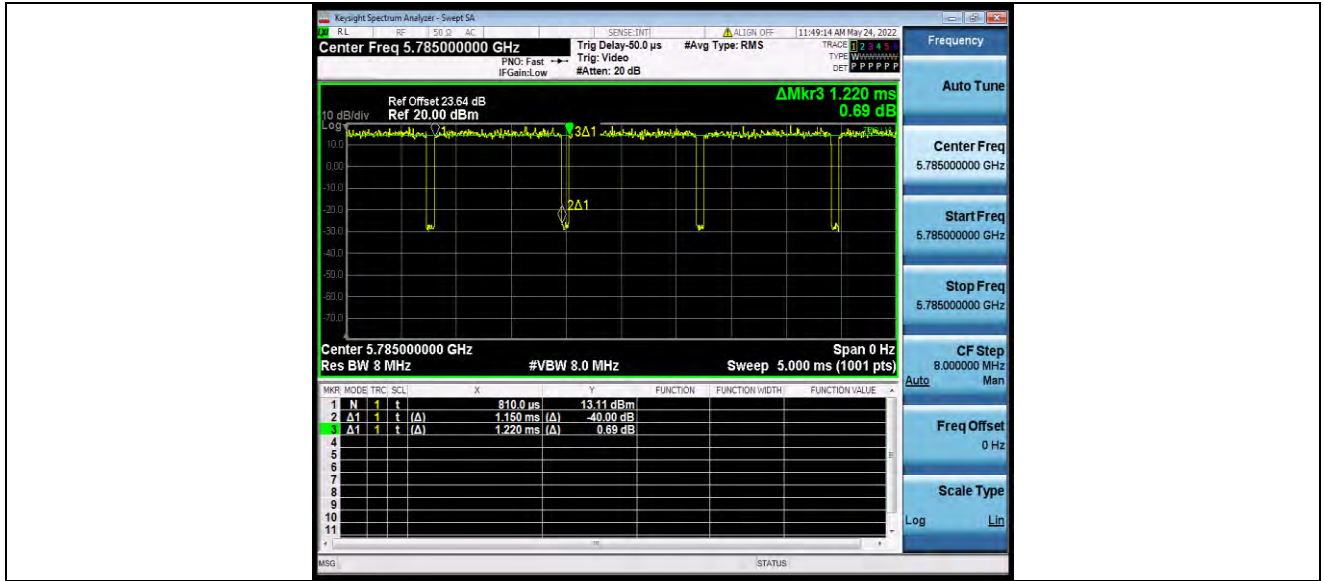 Keysight Spectrum Analyzer - Swept SA
RL RF 50 Ω AC SENSE:INT ALIGN OFF 11:49:14 AM May 24, 2022
Center Freq 5.785000000 GHz
PNO: Fast
IFGain:Low
Trig Delay-50.0 µs
Trig: Video
#Atten: 20 dB
#Avg Type: RMS
TRACE 1 2 3 4 5 6
TYPE WWWWWW
DET P P P P P P
ΔMkr3 1.220 ms
0.69 dB
Ref Offset 23.64 dB
10 dB/div Ref 20.00 dBm
Log
1
3Δ1
2Δ1
10.0
0.00
-10.0
-20.0
-30.0
-40.0
-50.0
-60.0
-70.0
Center 5.785000000 GHz Span 0 Hz
Res BW 8 MHz #VBW 8.0 MHz Sweep 5.000 ms (1001 pts)
MKR MODE TRC SCL X Y FUNCTION FUNCTION WIDTH FUNCTION VALUE
1 N 1 t 810.0 µs 13.11 dBm
2 Δ1 1 t (Δ) 1.150 ms (Δ) -40.00 dB
3 Δ1 1 t (Δ) 1.220 ms (Δ) 0.69 dB
4
5
6
7
8
9
10
11
MSG STATUS
Frequency
Auto Tune
Center Freq
5.785000000 GHz
Start Freq
5.785000000 GHz
Stop Freq
5.785000000 GHz
CF Step
8.000000 MHz
Auto Man
Freq Offset
0 Hz
Scale Type
Log Lin